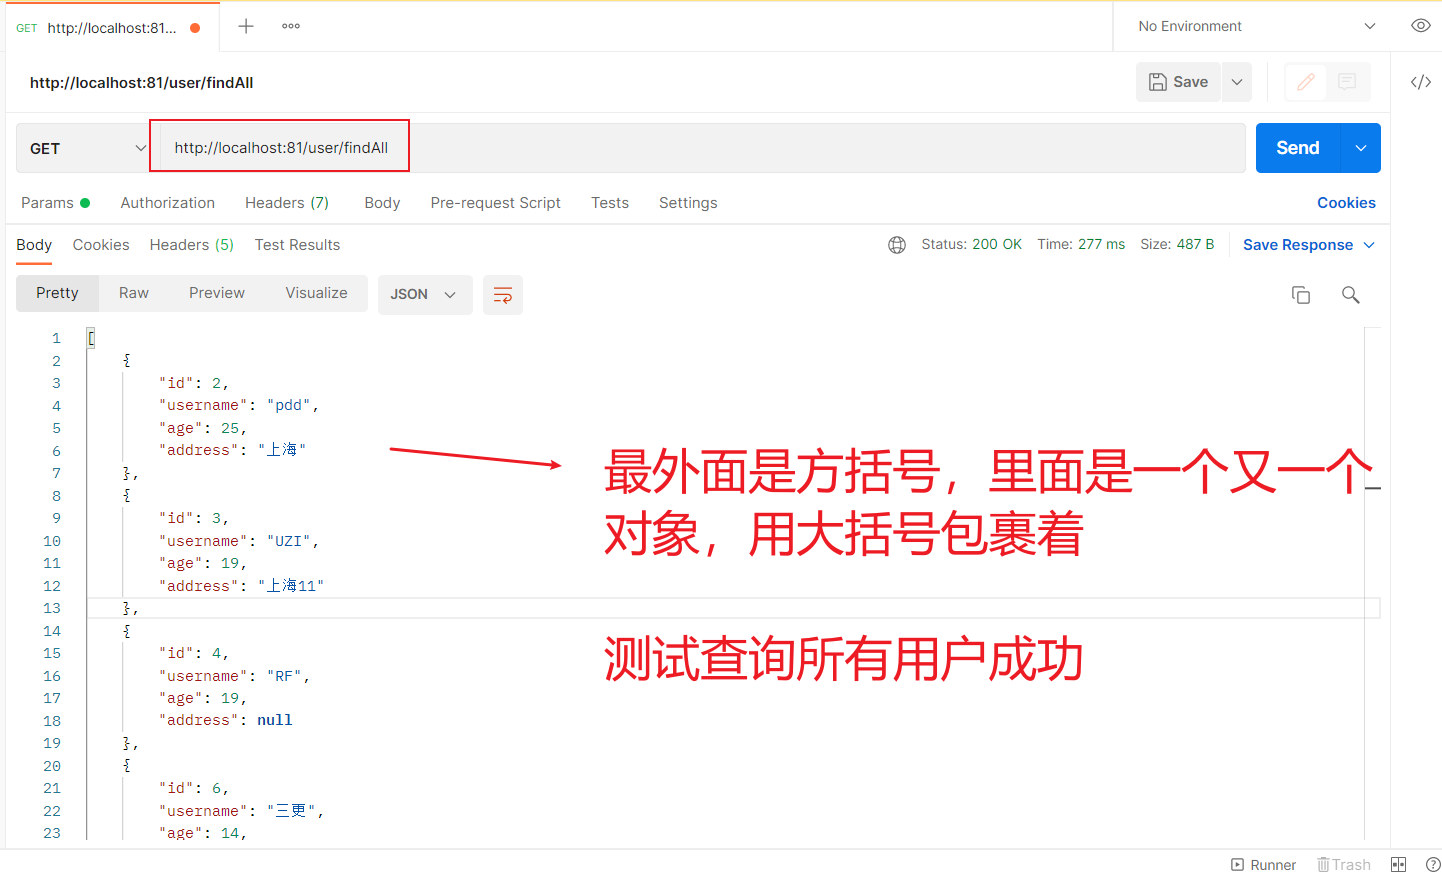 GET http://localhost:81...
No Environment
http://localhost:81/user/findAll
Save
GET http://localhost:81/user/findAll
Send
Params Authorization Headers (7) Body Pre-request Script Tests Settings Cookies
Body Cookies Headers (5) Test Results Status: 200 OK Time: 277 ms Size: 487 B Save Response
Pretty Raw Preview Visualize JSON
1 [
2 {
3 "id": 2,
4 "username": "pdd",
5 "age": 25,
6 "address": "上海"
7 },
8 {
9 "id": 3,
10 "username": "UZI",
11 "age": 19,
12 "address": "上海11"
13 },
14 {
15 "id": 4,
16 "username": "RF",
17 "age": 19,
18 "address": null
19 },
20 {
21 "id": 6,
22 "username": "三更",
23 "age": 14,
最外面是方括号，里面是一个又一个
对象，用大括号包裹着
测试查询所有用户成功
Runner Trash